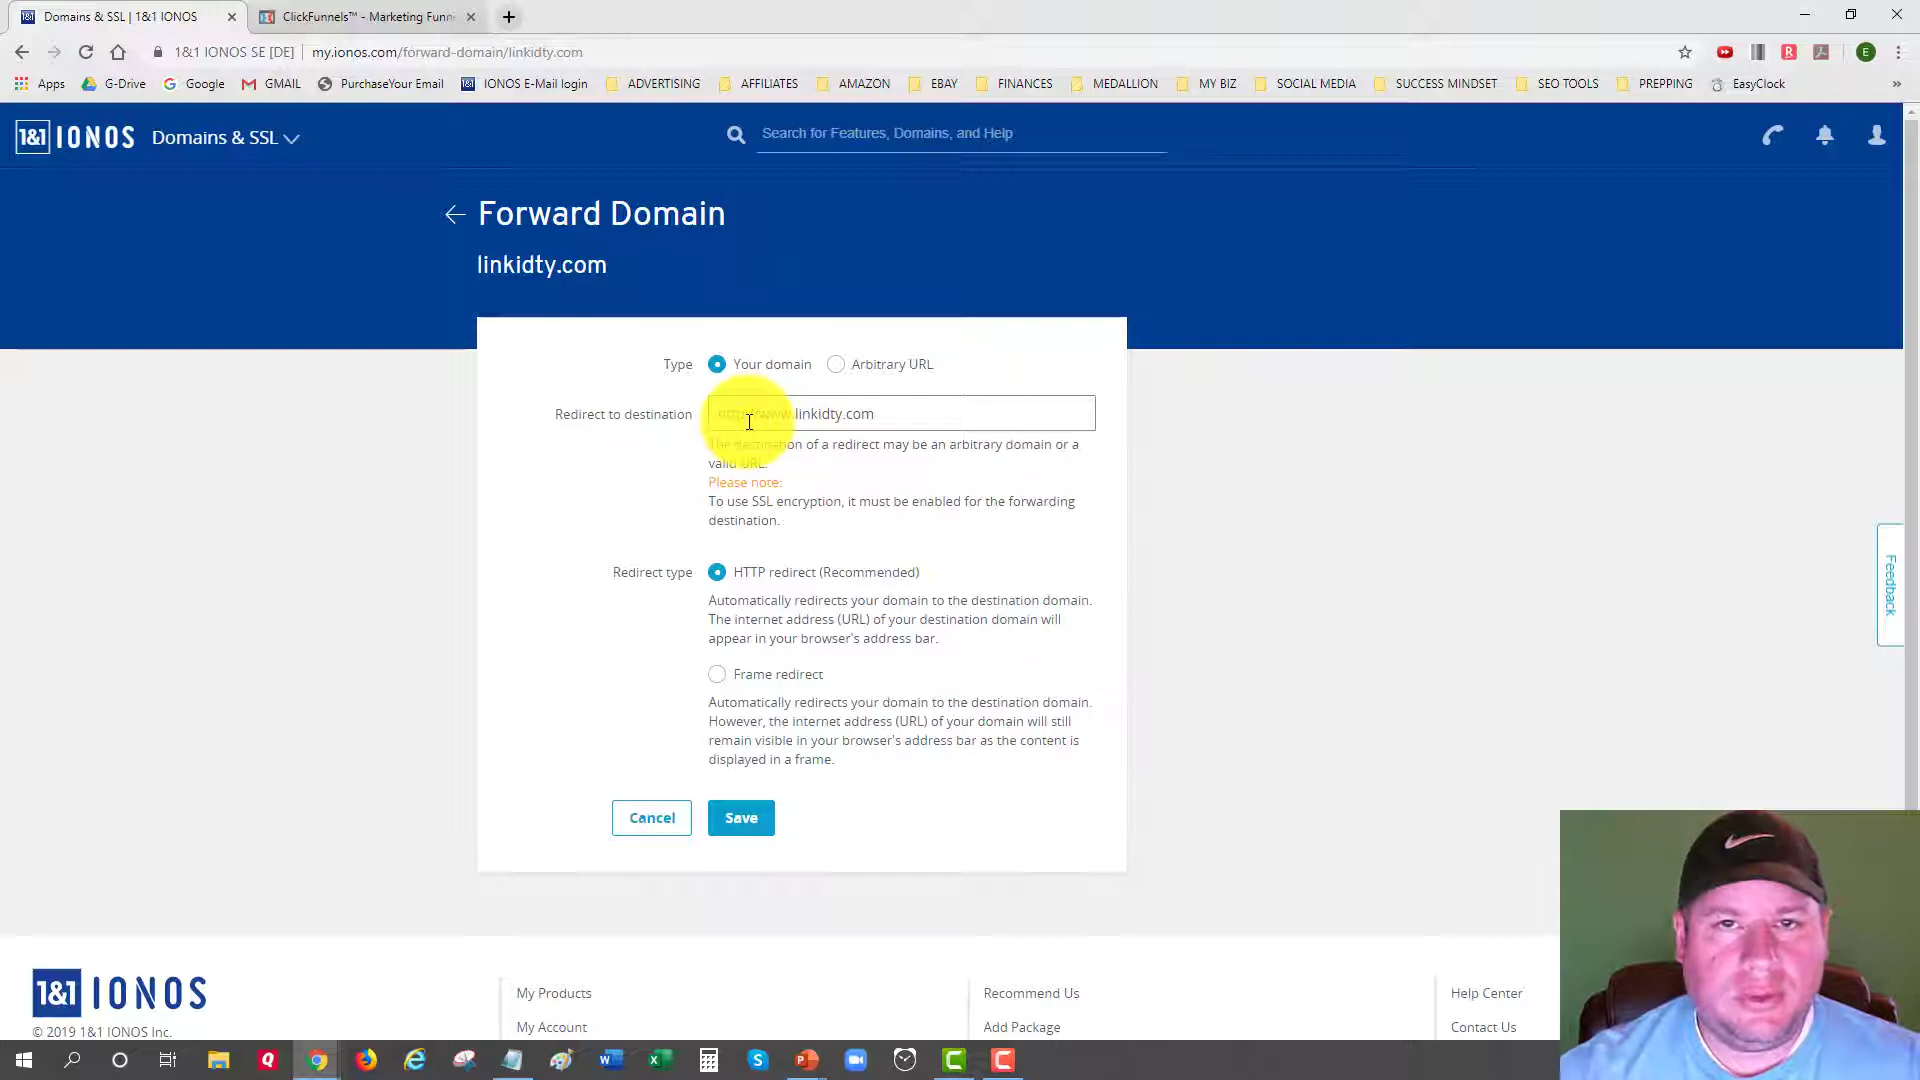 Domains & SSL | 1&1 IONOS
ClickFunnels™ - Marketing Funn
1&1 IONOS SE [DE] my.ionos.com/forward-domain/linkidty.com
Apps G-Drive Google GMAIL PurchaseYour Email IONOS E-Mail login ADVERTISING AFFILIATES AMAZON EBAY FINANCES MEDALLION MY BIZ SOCIAL MEDIA SUCCESS MINDSET SEO TOOLS PREPPING EasyClock
1&1 IONOS Domains & SSL
Search for Features, Domains, and Help
Forward Domain
linkidty.com
Type Your domain Arbitrary URL
Redirect to destination http://www.linkidty.com
The destination of a redirect may be an arbitrary domain or a
valid URL.
Please note:
To use SSL encryption, it must be enabled for the forwarding
destination.
Redirect type HTTP redirect (Recommended)
Automatically redirects your domain to the destination domain.
The internet address (URL) of your destination domain will
appear in your browser's address bar.
Frame redirect
Automatically redirects your domain to the destination domain.
However, the internet address (URL) of your domain will still
remain visible in your browser's address bar as the content is
displayed in a frame.
Cancel Save
Feedback
1&1 IONOS
© 2019 1&1 IONOS Inc.
My Products
My Account
Recommend Us
Add Package
Help Center
Contact Us